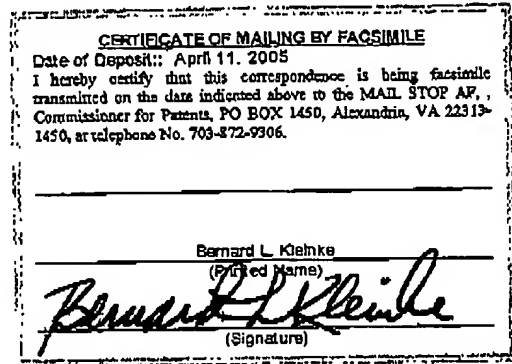 CERTIFICATE OF MAILING BY FACSIMILE
Date of Deposit:: April 11, 2005
I hereby certify that this correspondence is being facsimile
transmitted on the date indicated above to the MAIL STOP AF, ,
Commissioner for Patents, PO BOX 1450, Alexandria, VA 22313-
1450, at telephone No. 703-872-9306.
Bernard L. Kleinke
(Printed Name)
Bernard L Kleinke
(Signature)